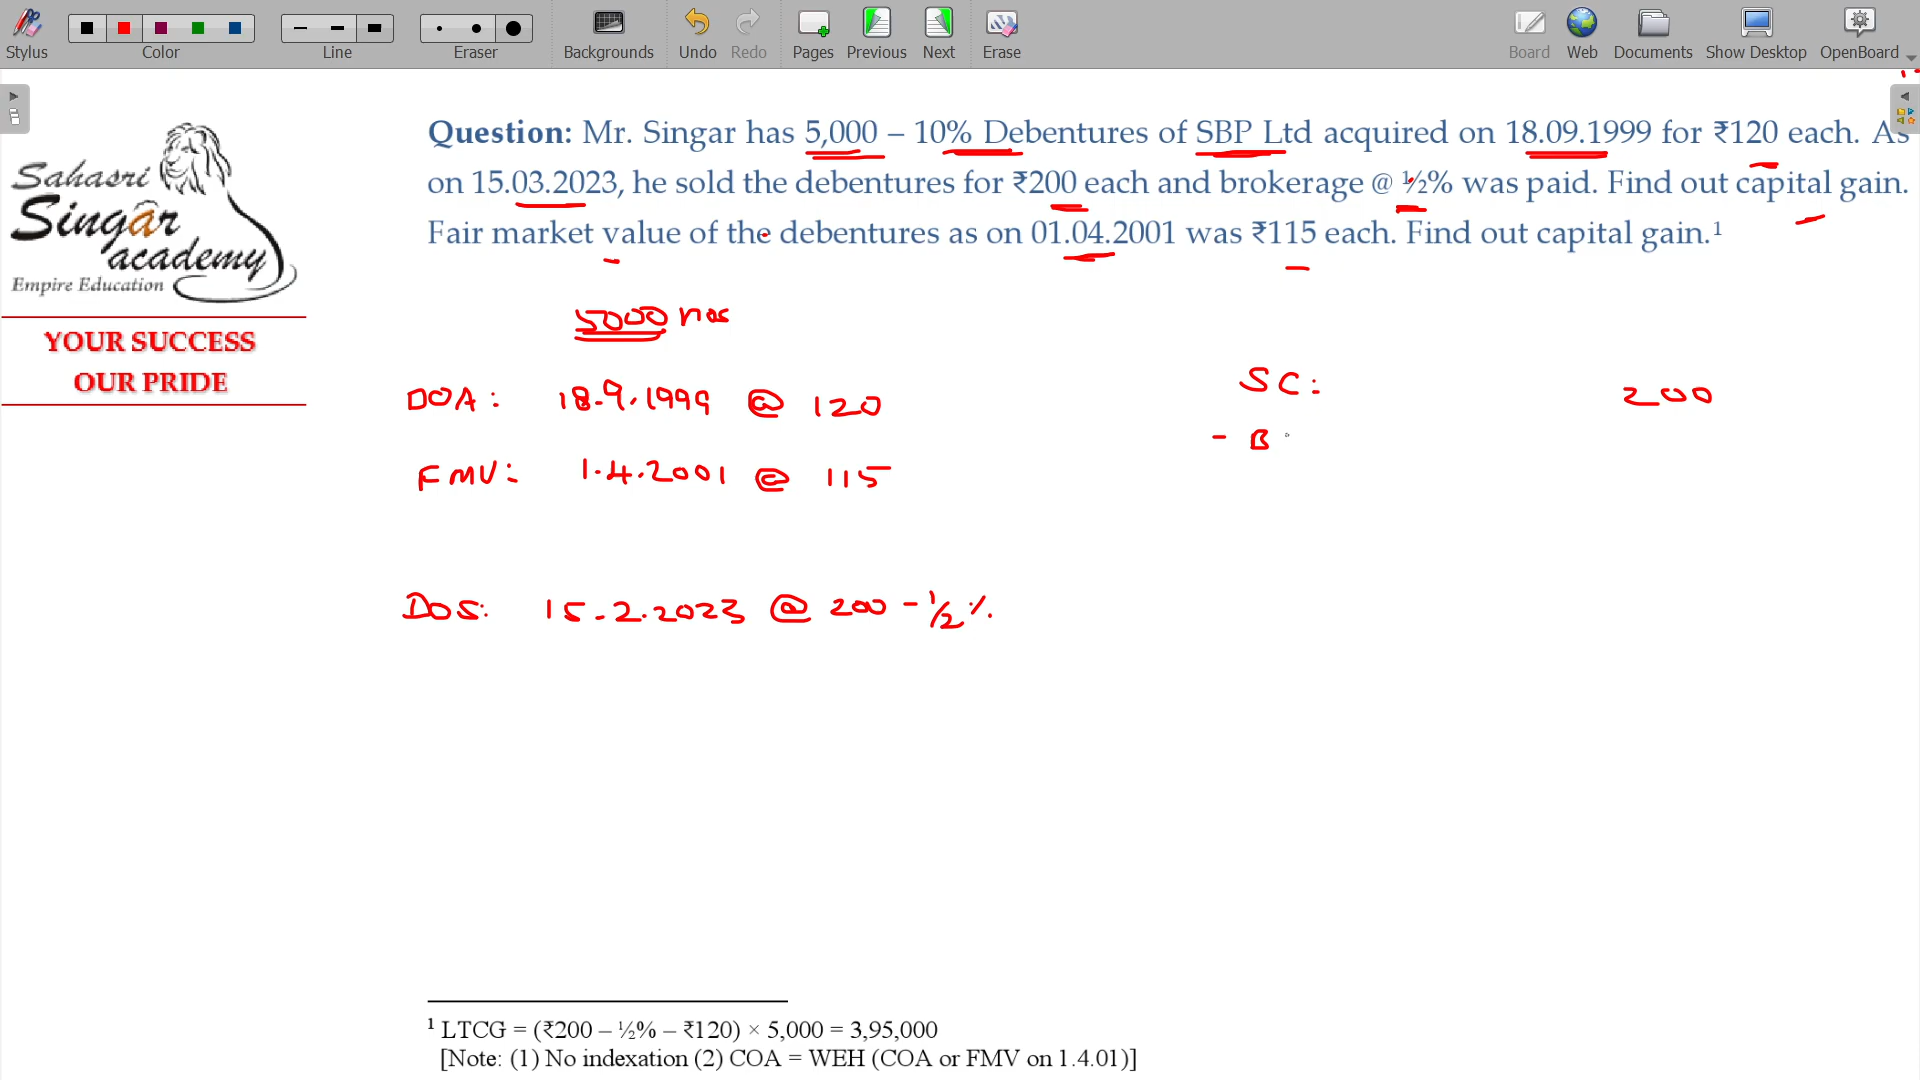 Stylus Color Line Eraser Backgrounds Undo Redo Pages Previous Next Erase Board Web Documents Show Desktop OpenBoard
Sahasri
Singar
academy
Empire Education
YOUR SUCCESS
OUR PRIDE
Question: Mr. Singar has 5,000 – 10% Debentures of SBP Ltd acquired on 18.09.1999 for ₹120 each. As
on 15.03.2023, he sold the debentures for ₹200 each and brokerage @ ½% was paid. Find out capital gain.
Fair market value of the debentures as on 01.04.2001 was ₹115 each. Find out capital gain.¹
5000 nos
DOA: 18.9.1999 @ 120
FMV: 1.4.2001 @ 115
DOS: 15-2.2023 @ 200 - ½ %
SC: 200
- B
¹ LTCG = (₹200 – ½% – ₹120) × 5,000 = 3,95,000
[Note: (1) No indexation (2) COA = WEH (COA or FMV on 1.4.01)]